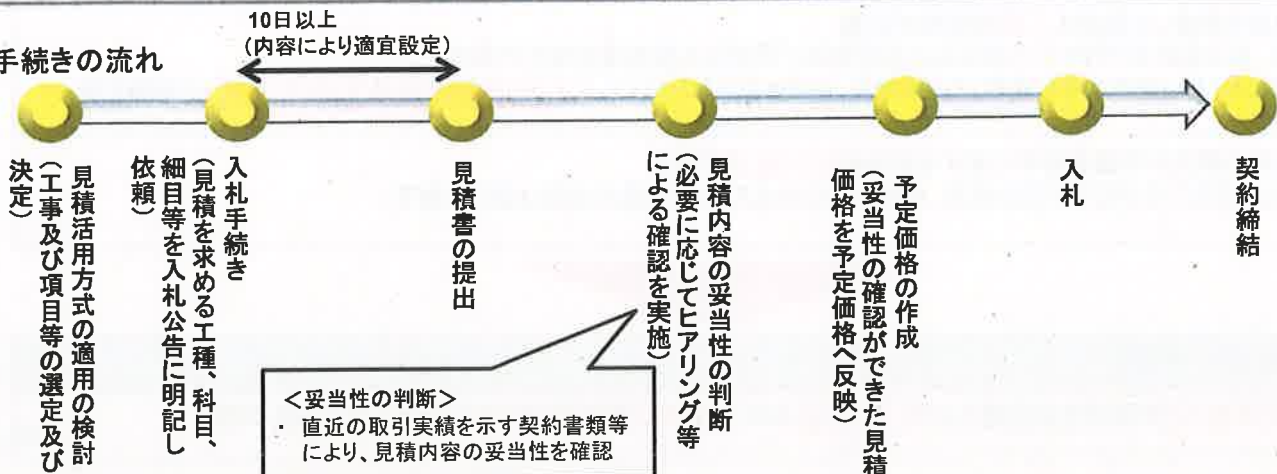 手続きの流れ
10日以上
(内容により適宜設定)
見積活用方式の適用の検討
(工事及び項目等の選定及び
決定)
入札手続き
(見積を求める工種、科目、
細目等を入札公告に明記し
依頼)
見積書の提出
見積内容の妥当性の判断
(必要に応じてヒアリング等
による確認を実施)
予定価格の作成
(妥当性の確認ができた見積
価格を予定価格へ反映)
入札
契約締結
<妥当性の判断>
・ 直近の取引実績を示す契約書類等
により、見積内容の妥当性を確認